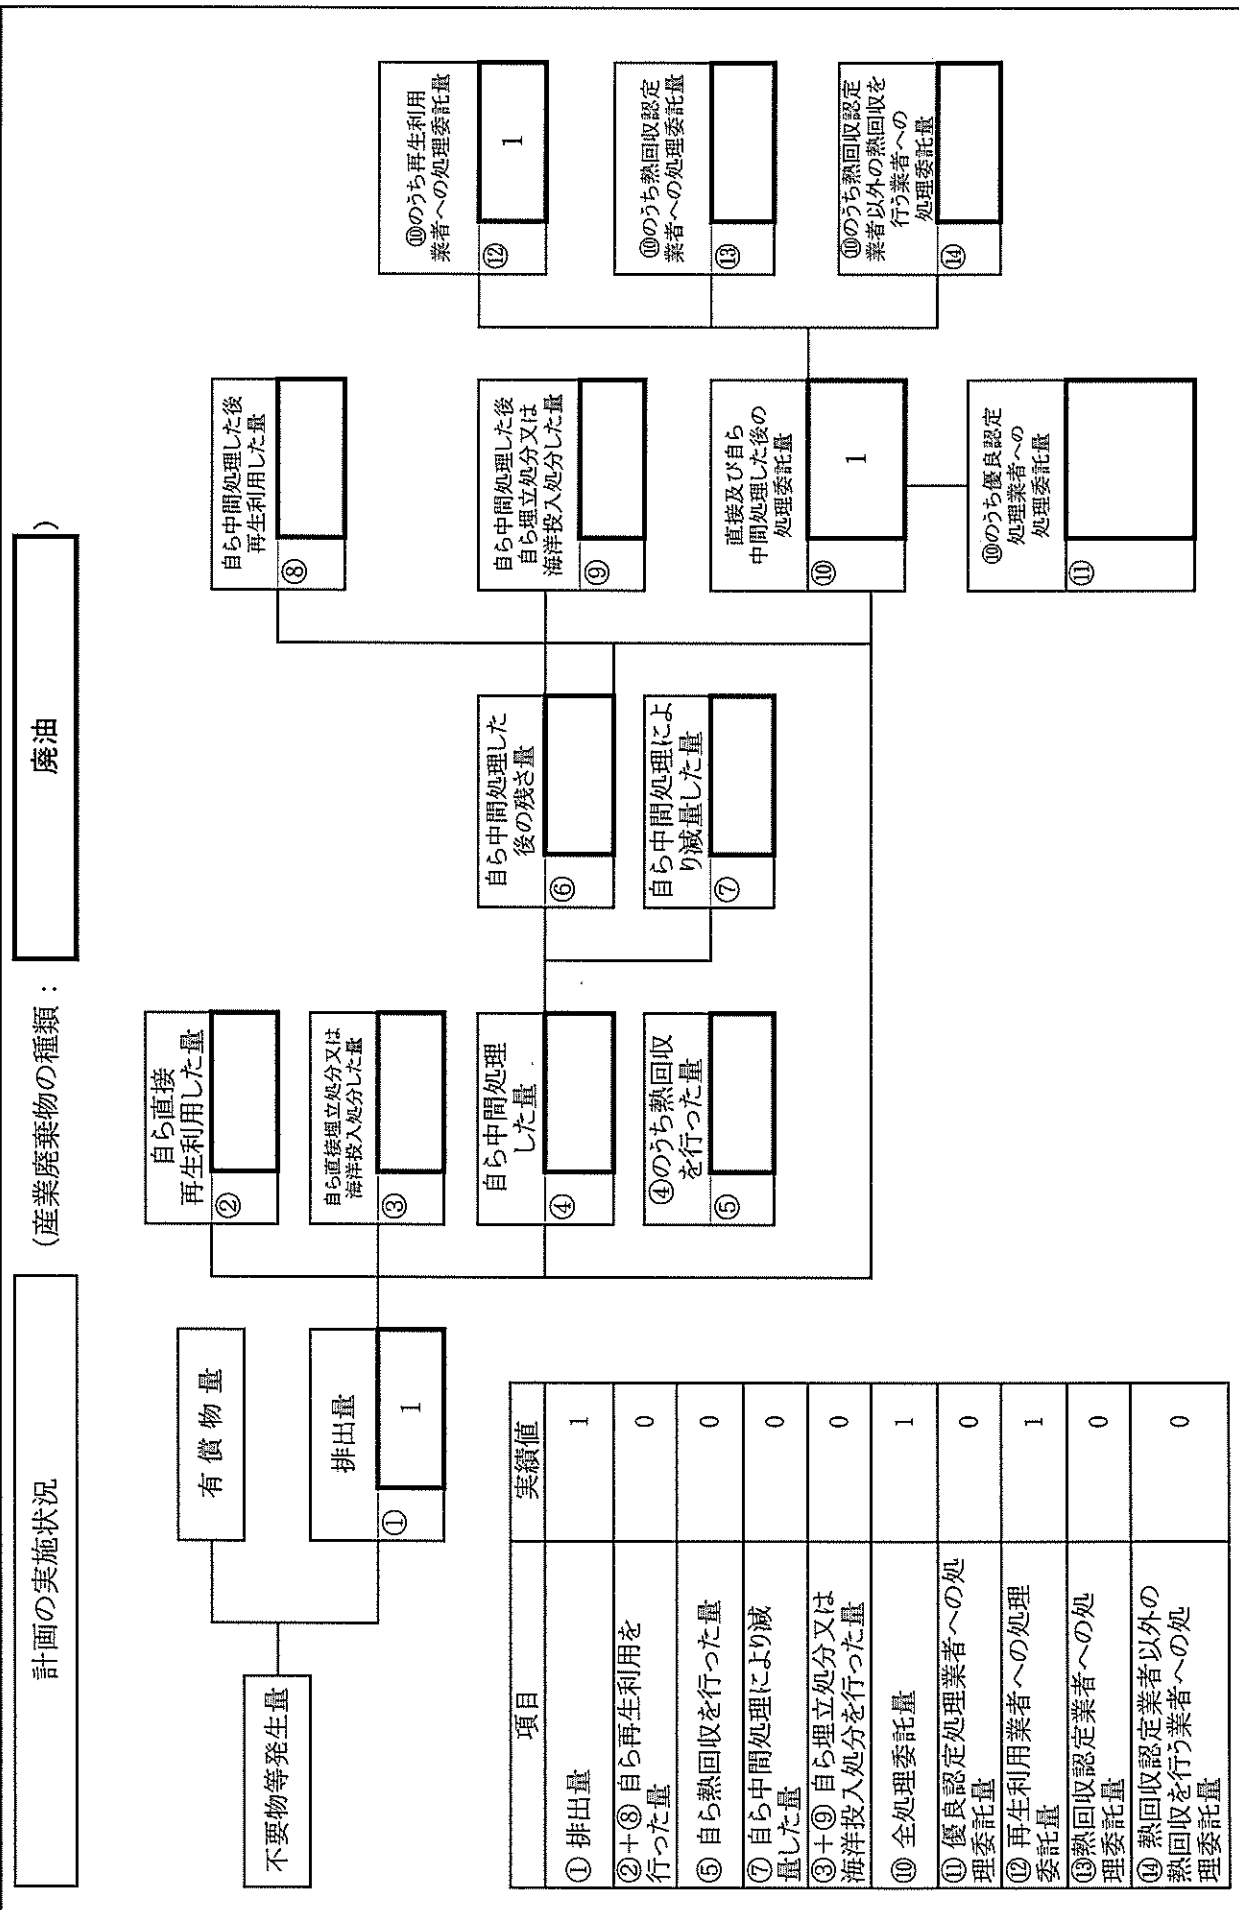 計画の実施状況
(産業廃棄物の種類：
廃油
)
不要物等発生量
有 償 物 量
排出量
①
1
自ら直接
再生利用した量
②
自ら直接埋立処分又は
海洋投入処分した量
③
自ら中間処理
した量
④
④のうち熱回収
を行った量
⑤
自ら中間処理した
後の残さ量
⑥
自ら中間処理によ
り減量した量
⑦
自ら中間処理した後
再生利用した量
⑧
自ら中間処理した後
自ら埋立処分又は
海洋投入処分した量
⑨
直接及び自ら
中間処理した後の
処理委託量
⑩
1
⑩のうち優良認定
処理業者への
処理委託量
⑪
⑩のうち再生利用
業者への処理委託量
⑫
1
⑩のうち熱回収認定
業者への処理委託量
⑬
⑩のうち熱回収認定
業者以外の熱回収を
行う業者への
処理委託量
⑭
項目 実績値
① 排出量 1
②＋⑧ 自ら再生利用を
行った量 0
⑤ 自ら熱回収を行った量 0
⑦ 自ら中間処理により減
量した量 0
③＋⑨ 自ら埋立処分又は
海洋投入処分を行った量 0
⑩ 全処理委託量 1
⑪ 優良認定処理業者への処
理委託量 0
⑫ 再生利用業者への処理
委託量 1
⑬熱回収認定業者への処
理委託量 0
⑭ 熱回収認定業者以外の
熱回収を行う業者への処
理委託量 0